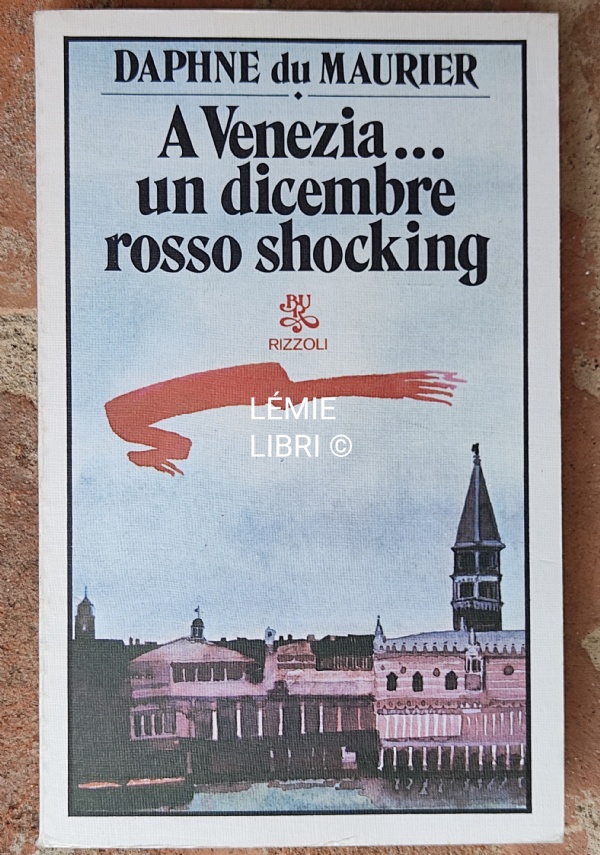 DAPHNE du MAURIER
A Venezia...
un dicembre
rosso shocking
BUR
RIZZOLI
LÉMIE
LIBRI ©